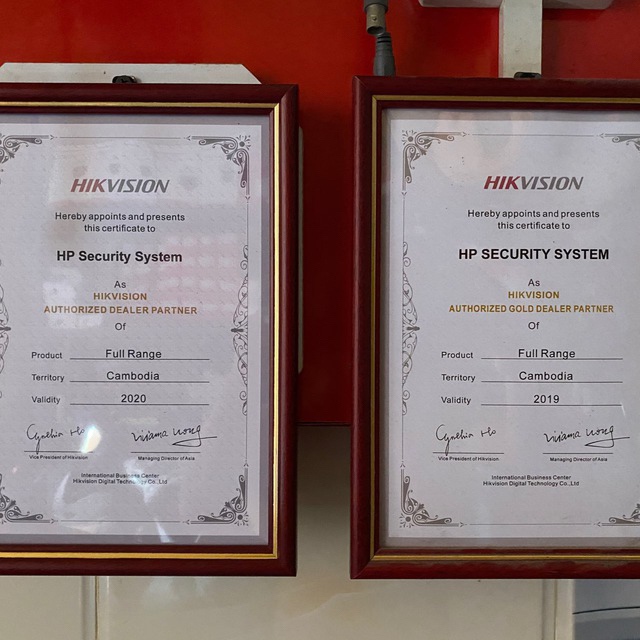 HIKVISION
Hereby appoints and presents
this certificate to
HP Security System
As
HIKVISION
AUTHORIZED DEALER PARTNER
Of
Product Full Range
Territory Cambodia
Validity 2020
Vice President of Hikvision Managing Director of Asia
International Business Center
Hikvision Digital Technology Co.,Ltd
HIKVISION
Hereby appoints and presents
this certificate to
HP SECURITY SYSTEM
As
HIKVISION
AUTHORIZED GOLD DEALER PARTNER
Of
Product Full Range
Territory Cambodia
Validity 2019
Vice President of Hikvision Managing Director of Asia
International Business Center
Hikvision Digital Technology Co.,Ltd